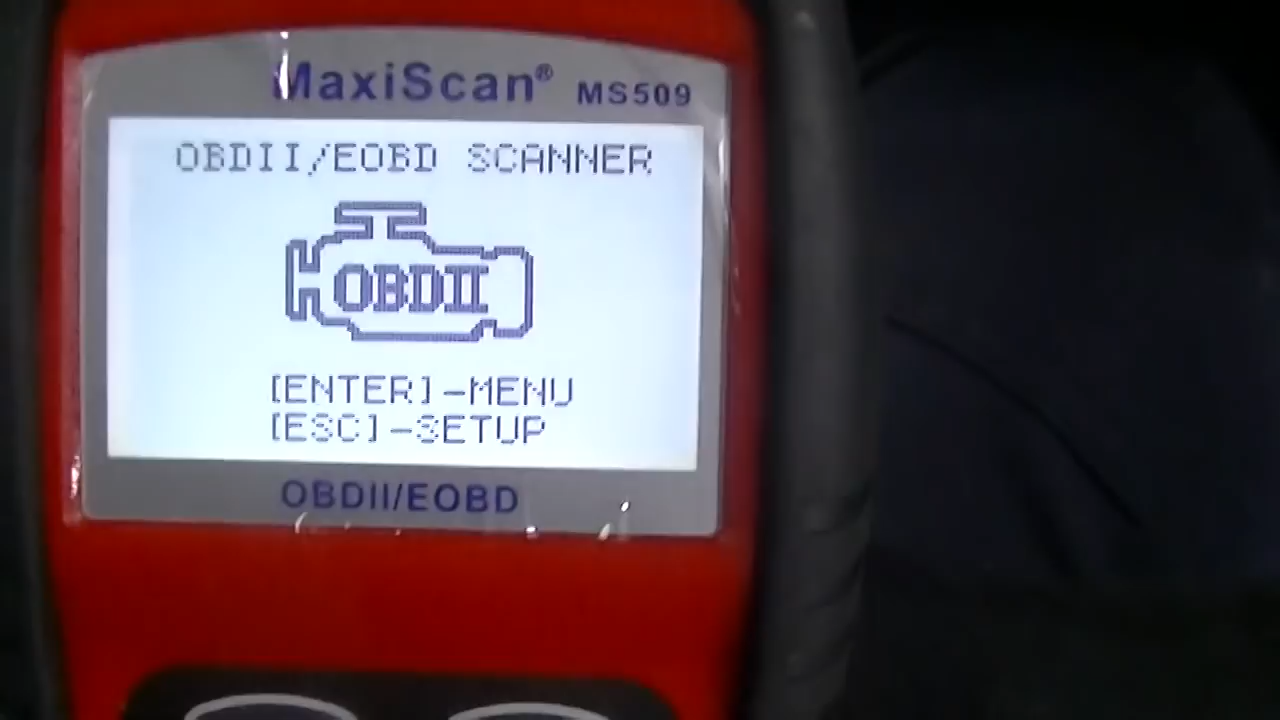 MaxiScan® MS509
OBDII/EOBD SCANNER
OBDII
[ENTER]-MENU
[ESC]-SETUP
OBDII/EOBD